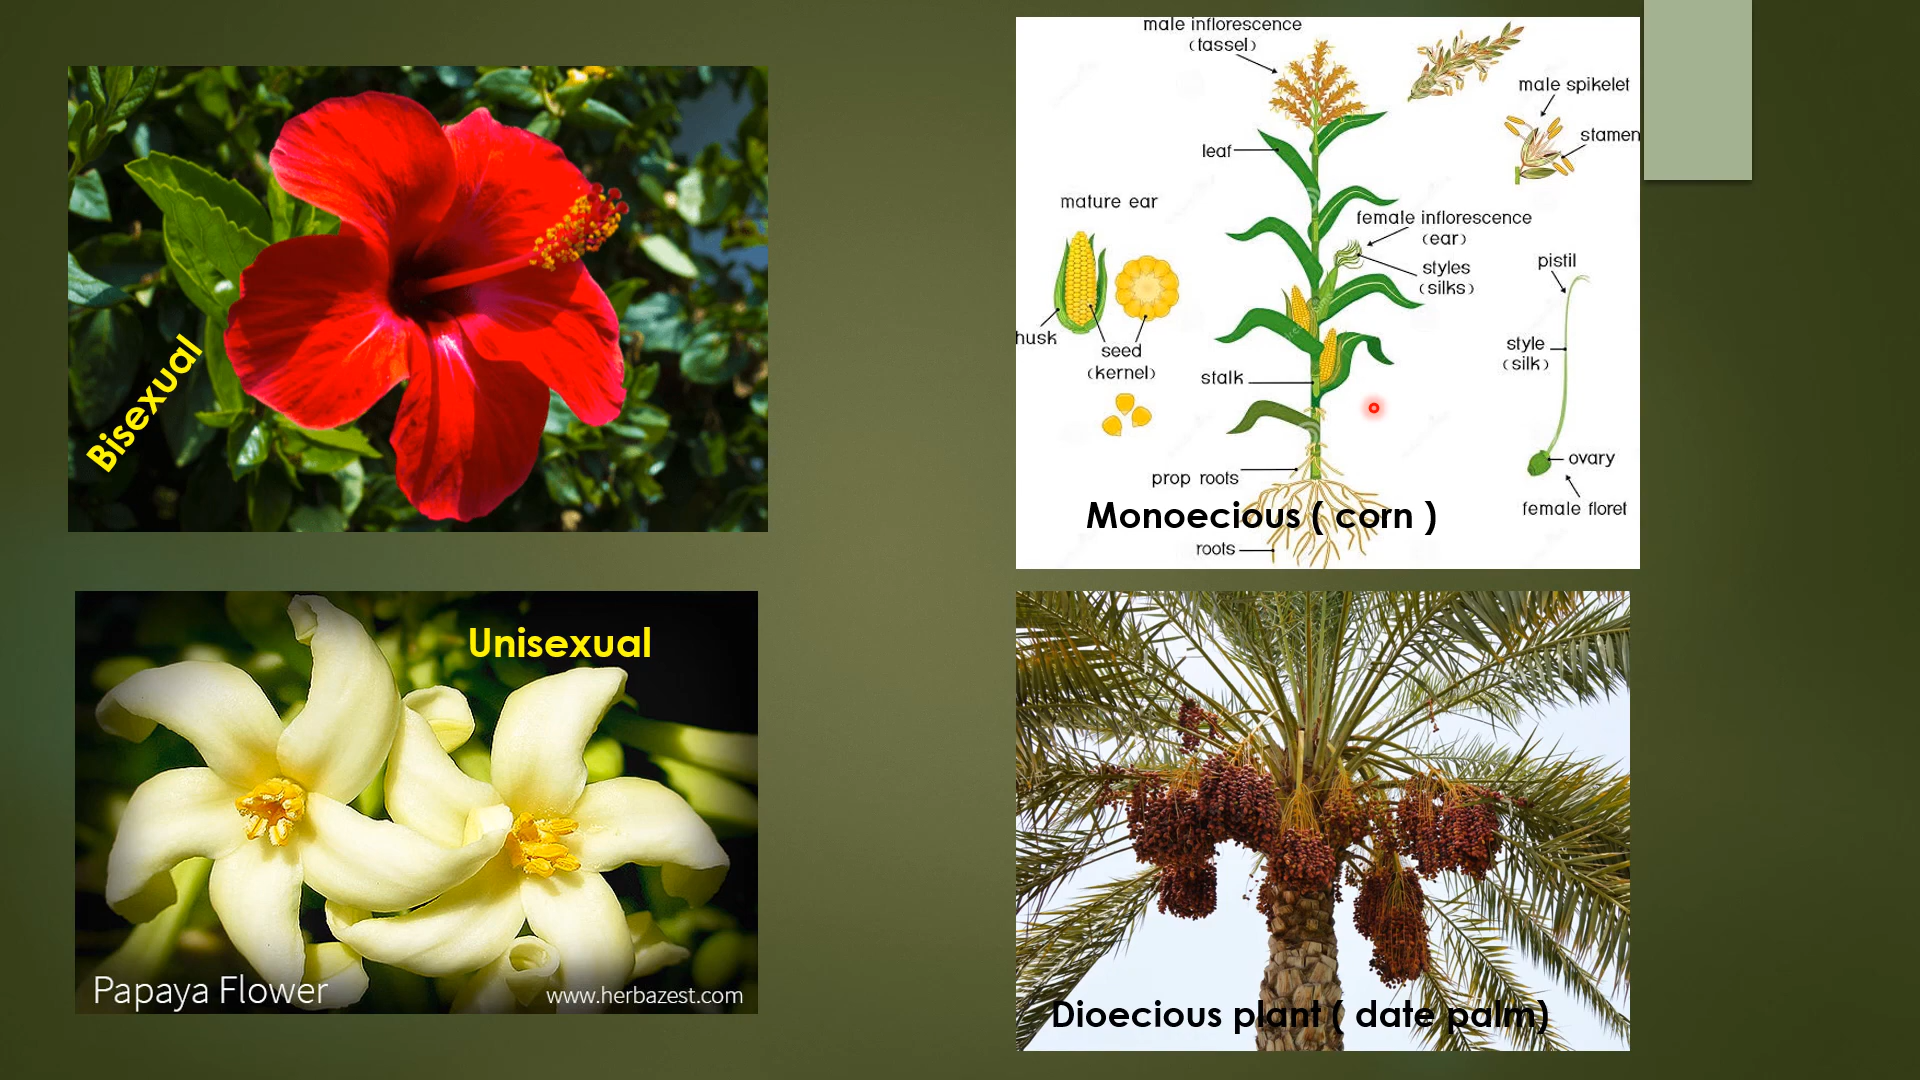 Bisexual
Unisexual
Papaya Flower
www.herbazest.com
male inflorescence
(tassel)
male spikelet
stamen
leaf
mature ear
female inflorescence
(ear)
styles
(silks)
pistil
husk
seed
(kernel)
style
(silk)
stalk
ovary
prop roots
female floret
Monoecious ( corn )
roots
Dioecious plant ( date palm)